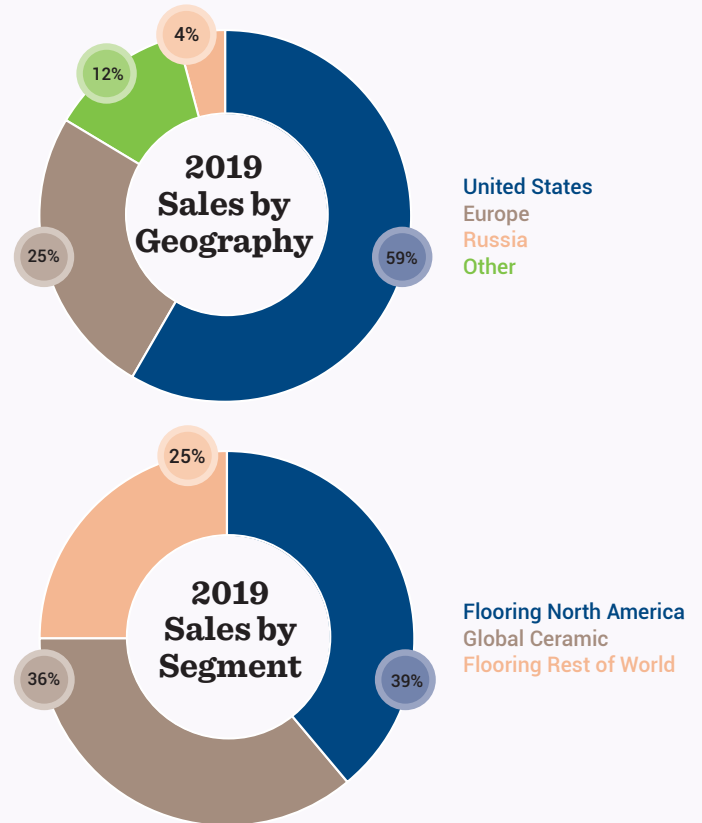 4%
12%
2019
Sales by
Geography
25%
59%
United States
Europe
Russia
Other
25%
2019
Sales by
Segment
36%
39%
Flooring North America
Global Ceramic
Flooring Rest of World